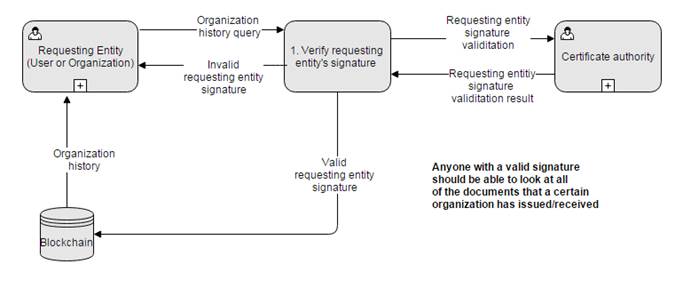 Organization
history query
Requesting entity
signature
validitation
Requesting Entity
(User or Organization)
1. Verify requesting
entity's signature
Certificate authority
Invalid
requesting entity
signature
Requesting entitiy
signature
validitation result
Organization
history
Valid
requesting entity
signature
Anyone with a valid signature
should be able to look at all
of the documents that a certain
organization has issued/received
Blockchain